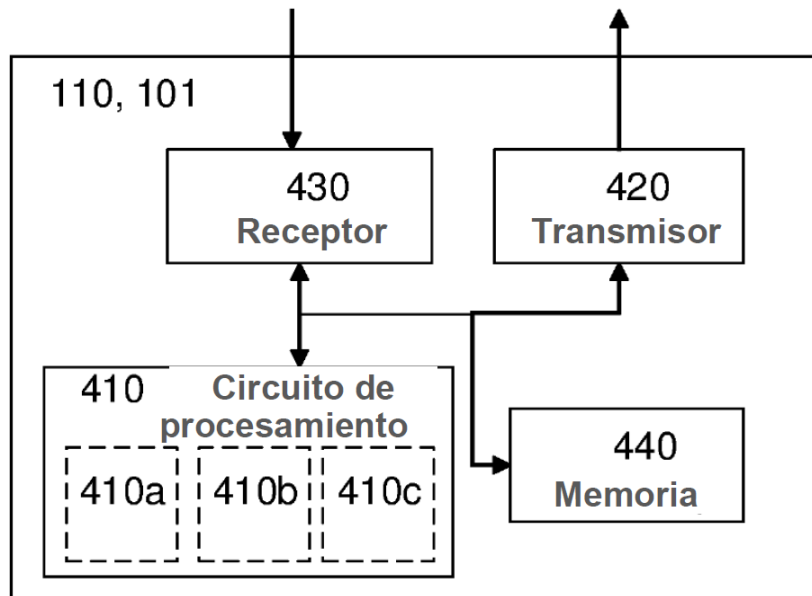 110, 101
430
Receptor
420
Transmisor
410
Circuito de
procesamiento
410a
410b
410c
440
Memoria